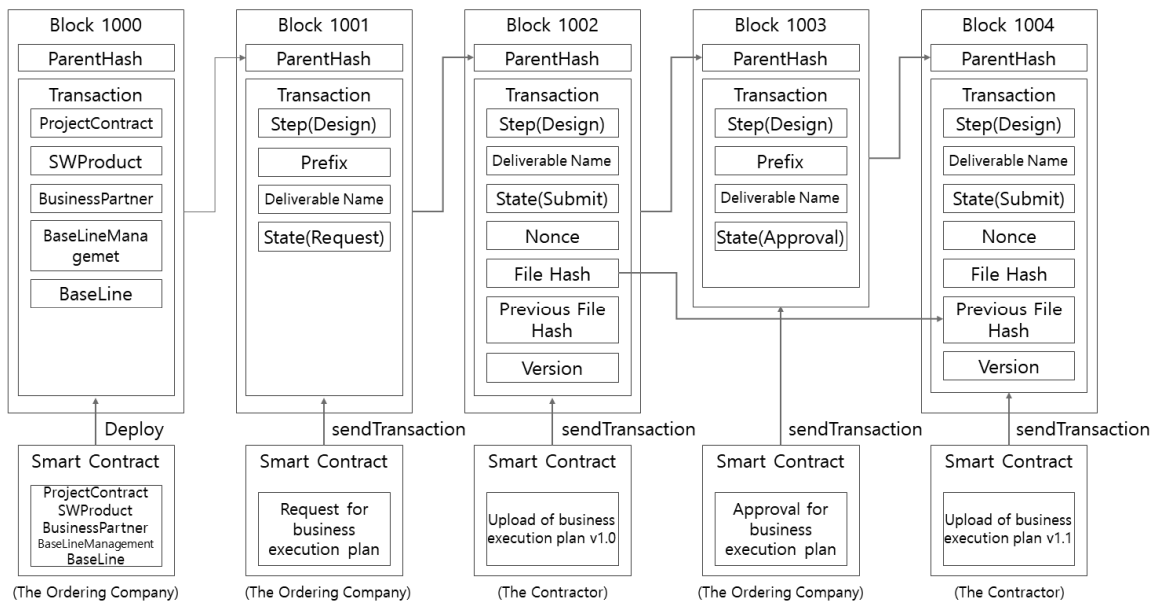 Block 1000
ParentHash
Transaction
ProjectContract
SWProduct
BusinessPartner
BaseLineMana
gemet
BaseLine
Deploy
Smart Contract
ProjectContract
SWProduct
BusinessPartner
BaseLineManagement
BaseLine
(The Ordering Company)
Block 1001
ParentHash
Transaction
Step(Design)
Prefix
Deliverable Name
State(Request)
sendTransaction
Smart Contract
Request for
business
execution plan
(The Ordering Company)
Block 1002
ParentHash
Transaction
Step(Design)
Deliverable Name
State(Submit)
Nonce
File Hash
Previous File
Hash
Version
sendTransaction
Smart Contract
Upload of business
execution plan v1.0
(The Contractor)
Block 1003
ParentHash
Transaction
Step(Design)
Prefix
Deliverable Name
State(Approval)
sendTransaction
Smart Contract
Approval for
business
execution plan
(The Ordering Company)
Block 1004
ParentHash
Transaction
Step(Design)
Deliverable Name
State(Submit)
Nonce
File Hash
Previous File
Hash
Version
sendTransaction
Smart Contract
Upload of business
execution plan v1.1
(The Contractor)